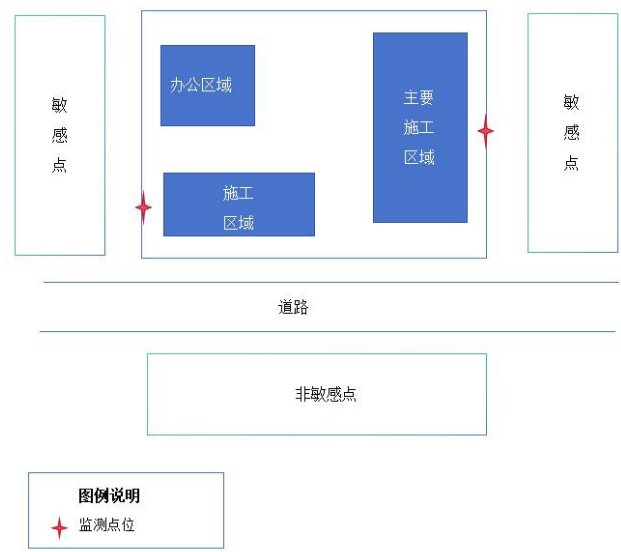 敏
感
点
办公区域
施工
区域
主要
施工
区域
敏
感
点
道路
非敏感点
图例说明
监测点位